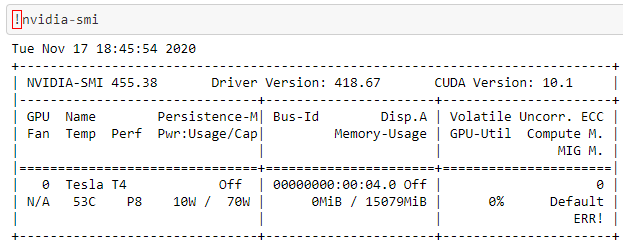 !nvidia-smi
Tue Nov 17 18:45:54 2020
+-----------------------------------------------------------------------------+
| NVIDIA-SMI 455.38       Driver Version: 418.67       CUDA Version: 10.1     |
|-------------------------------+----------------------+----------------------+
| GPU  Name        Persistence-M| Bus-Id        Disp.A | Volatile Uncorr. ECC |
| Fan  Temp  Perf  Pwr:Usage/Cap|         Memory-Usage | GPU-Util  Compute M. |
|                               |                      |               MIG M. |
|===============================+======================+======================|
|   0  Tesla T4            Off  | 00000000:00:04.0 Off |                    0 |
| N/A   53C    P8    10W /  70W |      0MiB / 15079MiB |      0%      Default |
|                               |                      |                 ERR! |
+-------------------------------+----------------------+----------------------+